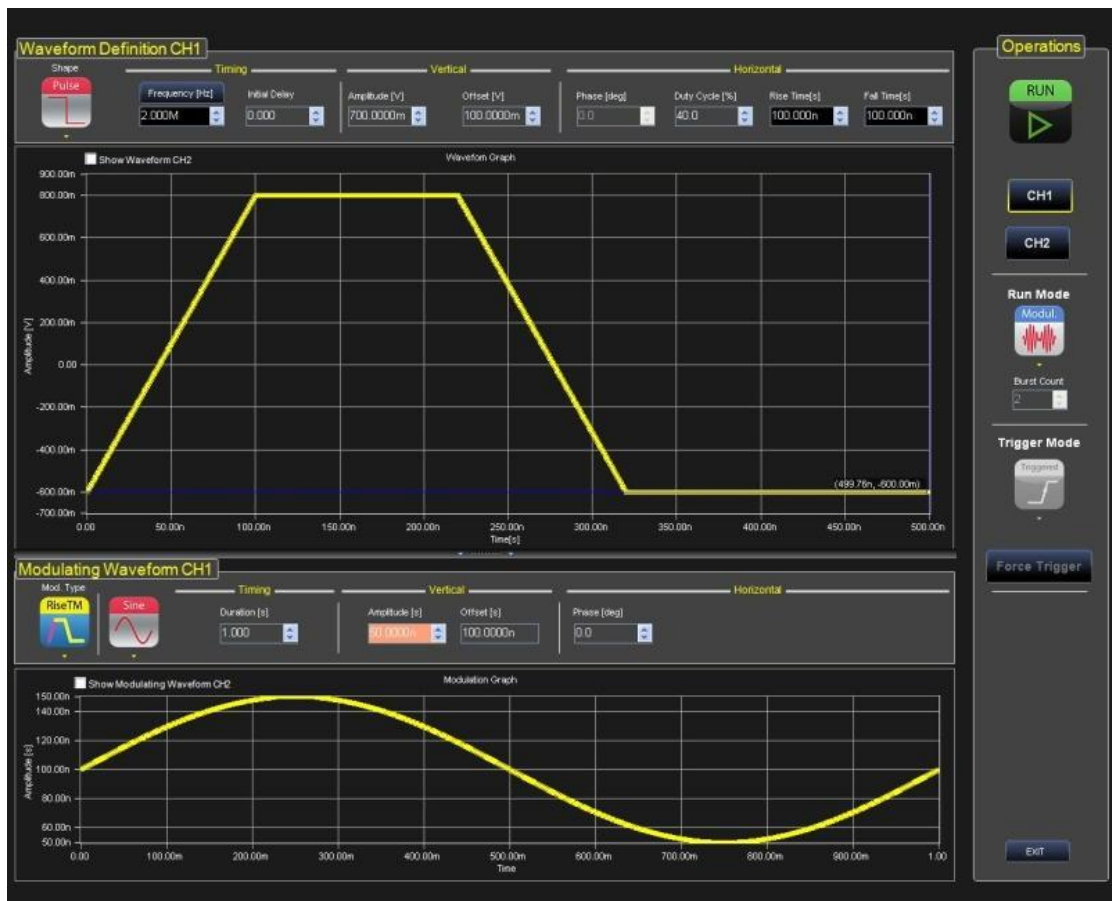 Waveform Definition CH1
Shape
Pulse
Timing
Vertical
Horizontal
Frequency [Hz]
Initial Delay
Amplitude [V]
Offset [V]
Phase [deg]
Duty Cycle [%]
Rise Time[s]
Fall Time[s]
2.000M
0.000
700.0000m
100.0000m
0.0
40.0
100.000n
100.000n
Show Waveform CH2
Waveform Graph
900.00m
800.00m
600.00m
400.00m
200.00m
0.00
-200.00m
-400.00m
-600.00m
-700.00m
Amplitude [V]
(499.76n, -600.00m)
0.00
50.00n
100.00n
150.00n
200.00n
250.00n
300.00n
350.00n
400.00n
450.00n
500.00n
Time[s]
Modulating Waveform CH1
Mod. Type
RiseTM
Sine
Timing
Vertical
Horizontal
Duration [s]
Amplitude [s]
Offset [s]
Phase [deg]
1.000
50.0000n
100.0000n
0.0
Show Modulating Waveform CH2
Modulation Graph
150.00n
140.00n
120.00n
100.00n
80.00n
60.00n
50.00n
Amplitude [s]
0.00
100.00m
200.00m
300.00m
400.00m
500.00m
600.00m
700.00m
800.00m
900.00m
1.00
Time
Operations
RUN
CH1
CH2
Run Mode
Modul.
Burst Count
2
Trigger Mode
Triggered
Force Trigger
EXIT